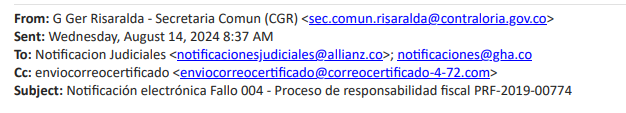 From: G Ger Risaralda - Secretaria Comun (CGR) <sec.comun.risaralda@contraloria.gov.co>
Sent: Wednesday, August 14, 2024 8:37 AM
To: Notificacion Judiciales <notificacionesjudiciales@allianz.co>; notificaciones@gha.co
Cc: enviocorreocertificado <enviocorreocertificado@correocertificado-4-72.com>
Subject: Notificación electrónica Fallo 004 - Proceso de responsabilidad fiscal PRF-2019-00774